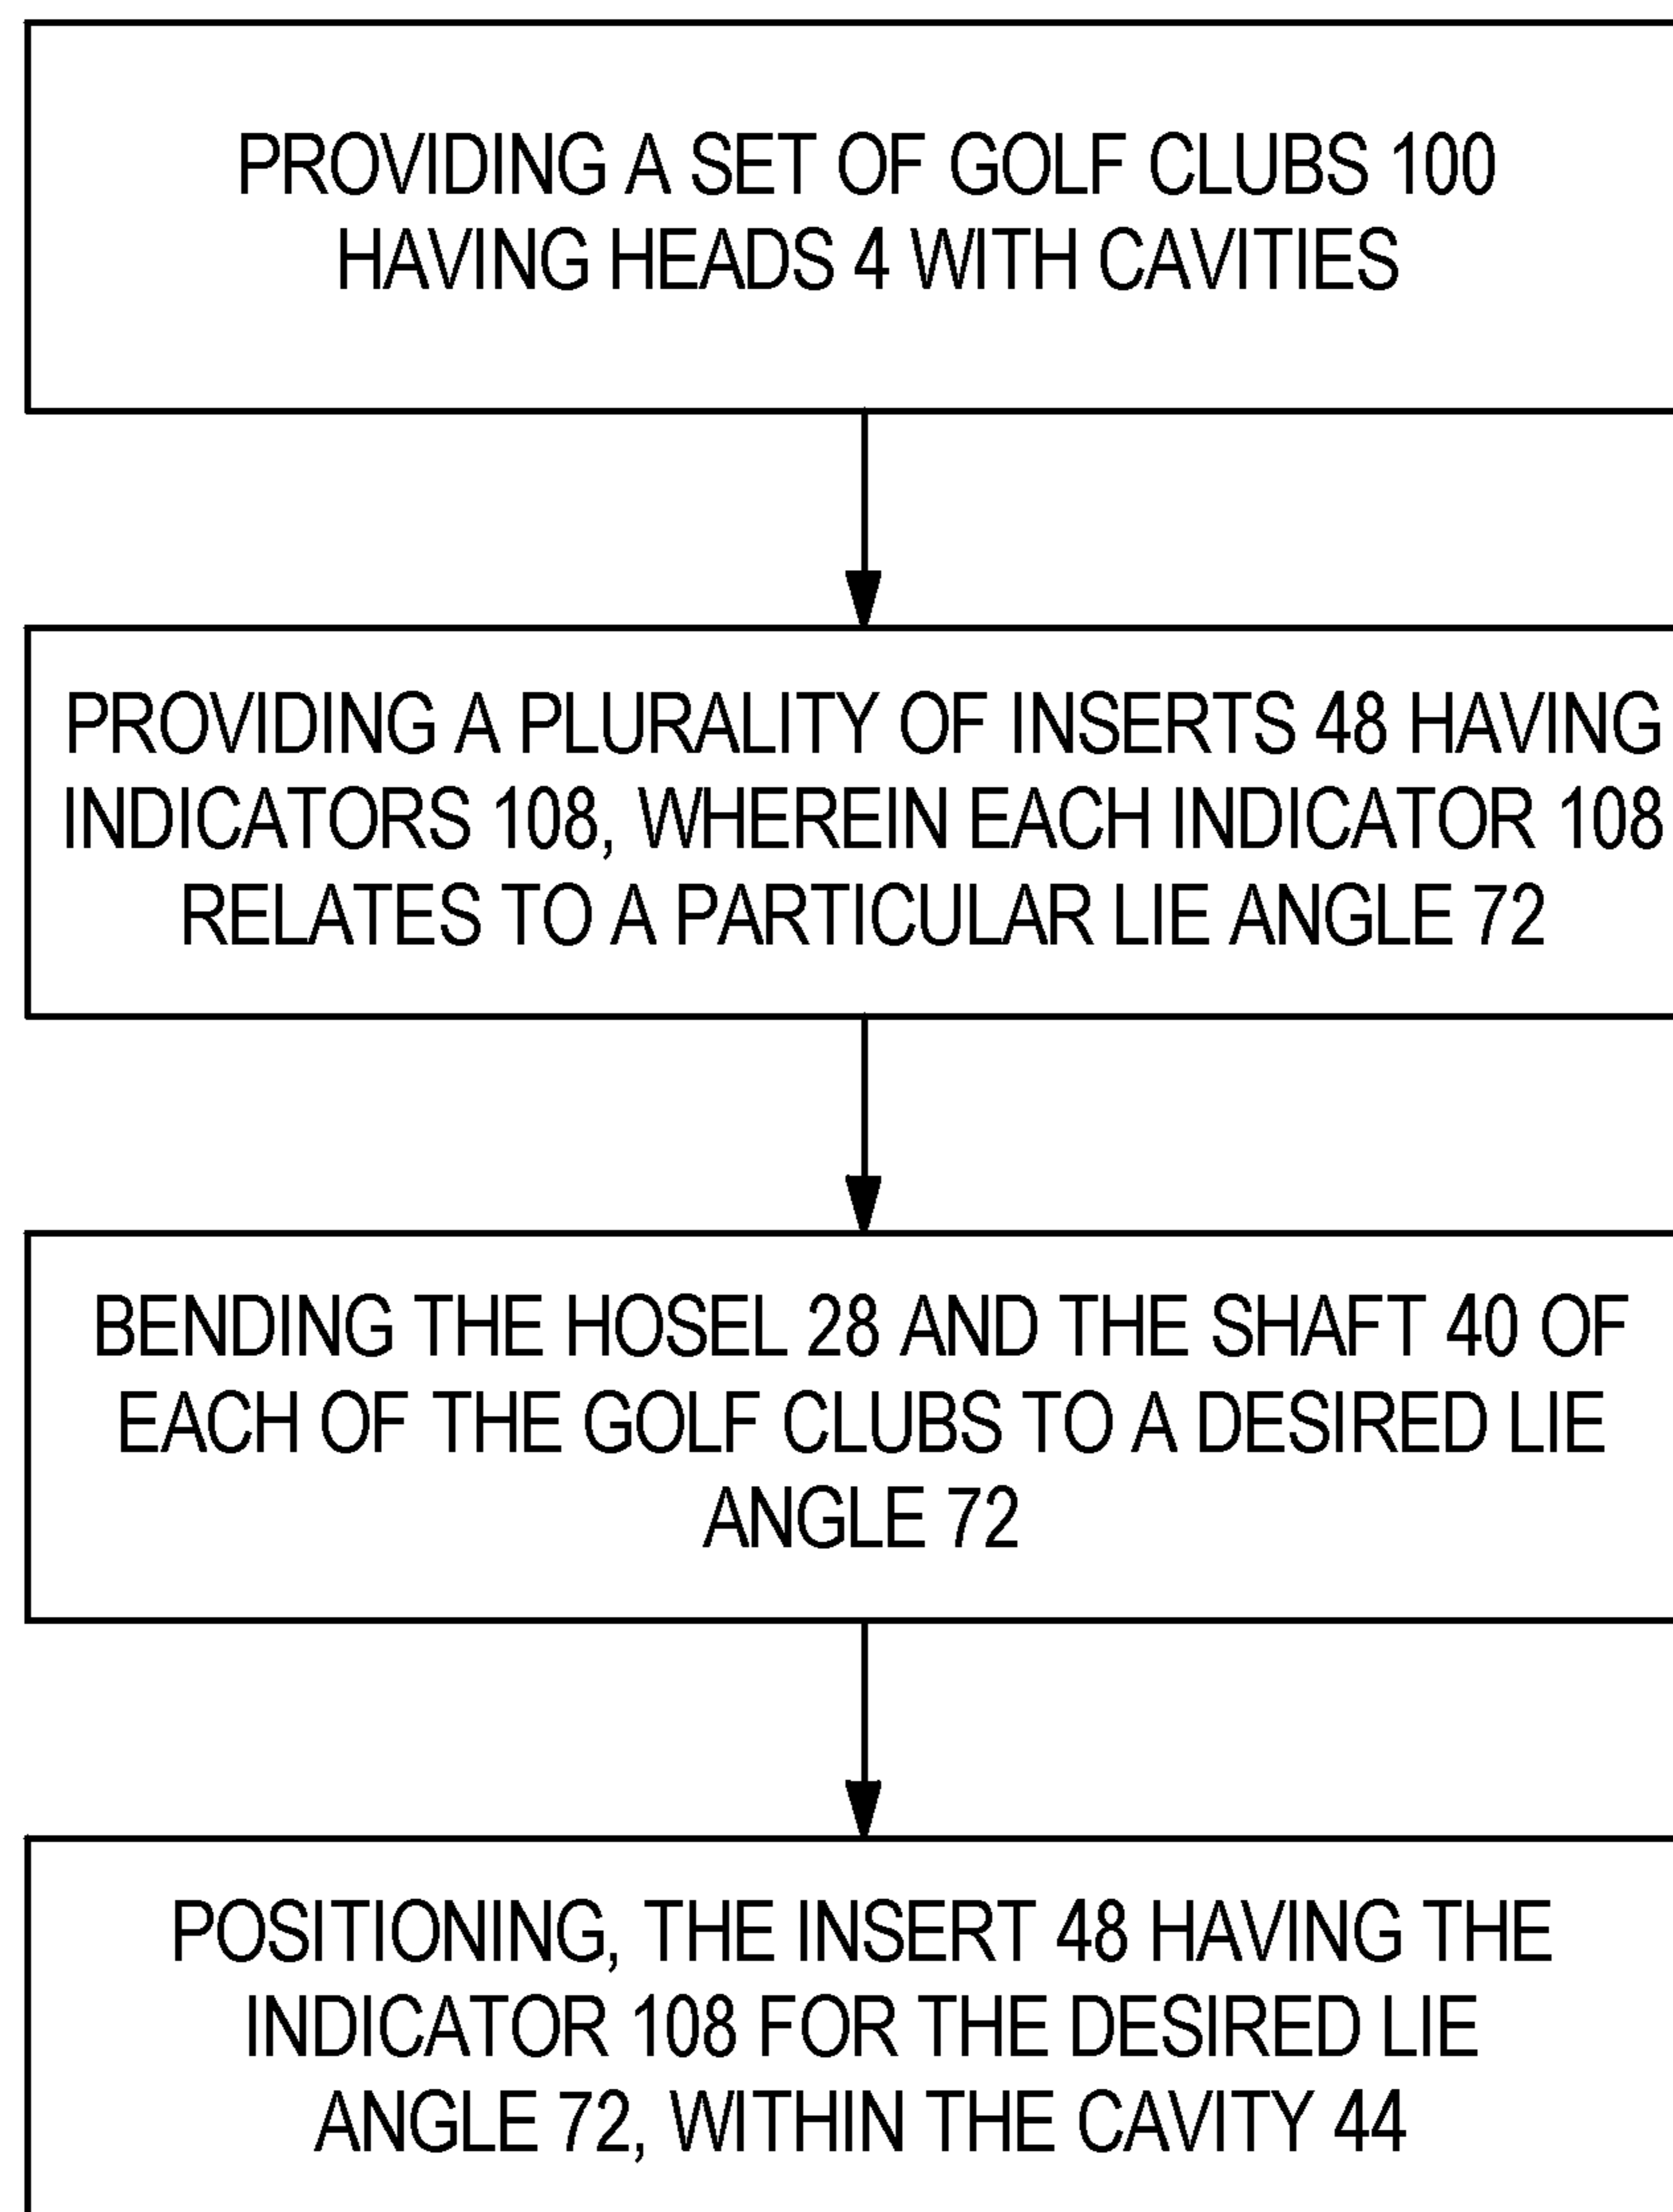 PROVIDING A SET OF GOLF CLUBS 100
HAVING HEADS 4 WITH CAVITIES
PROVIDING A PLURALITY OF INSERTS 48 HAVING
INDICATORS 108, WHEREIN EACH INDICATOR 108
RELATES TO A PARTICULAR LIE ANGLE 72
BENDING THE HOSEL 28 AND THE SHAFT 40 OF
EACH OF THE GOLF CLUBS TO A DESIRED LIE
ANGLE 72
POSITIONING, THE INSERT 48 HAVING THE
INDICATOR 108 FOR THE DESIRED LIE
ANGLE 72, WITHIN THE CAVITY 44